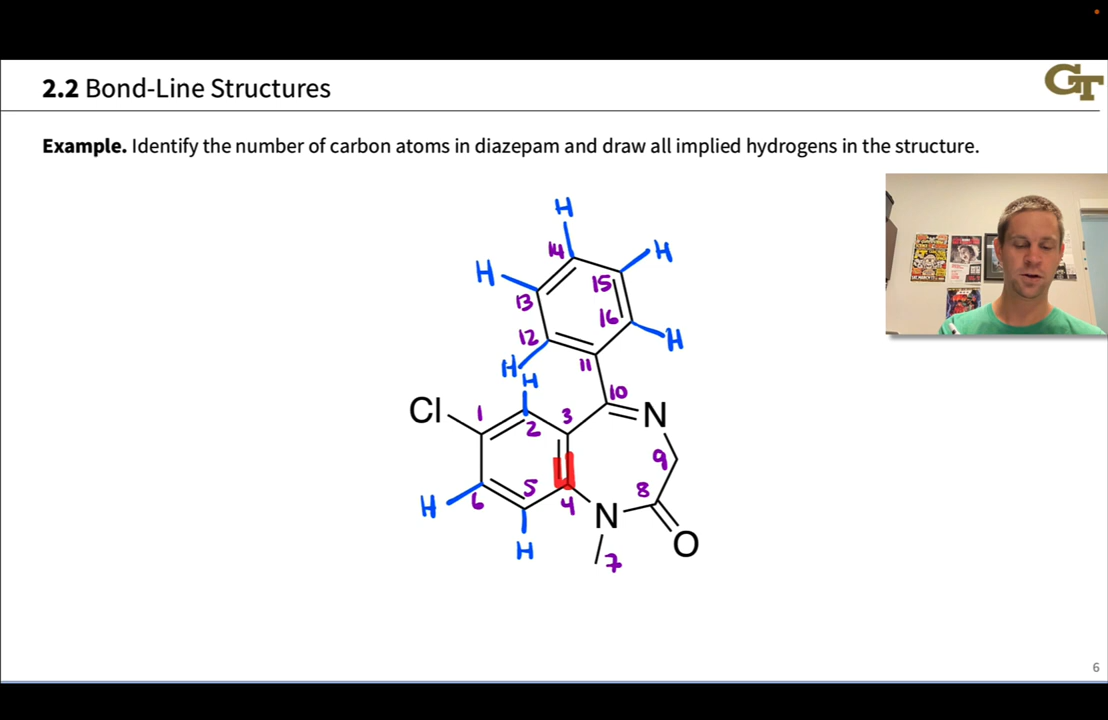 2.2 Bond-Line Structures
GT
Example. Identify the number of carbon atoms in diazepam and draw all implied hydrogens in the structure.
H
14
H
H
15
13
16
12
H
H
11
H
10
Cl
1
3
N
2
9
5
8
H
6
4
N
O
H
7
6